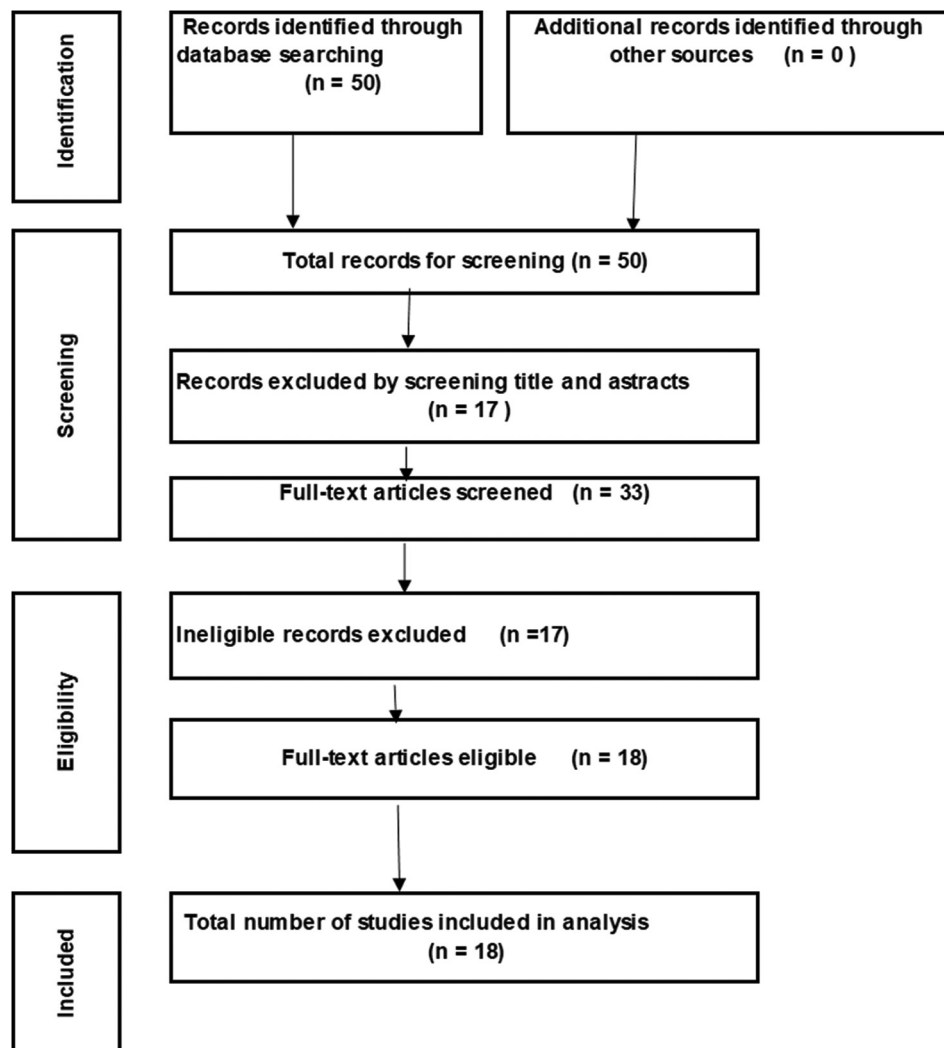 Identification
Records identified through
database searching
(n = 50)
Additional records identified through
other sources (n = 0 )
Screening
Total records for screening (n = 50)
Records excluded by screening title and astracts
(n = 17 )
Full-text articles screened (n = 33)
Eligibility
Ineligible records excluded (n =17)
Full-text articles eligible (n = 18)
Included
Total number of studies included in analysis
(n = 18)